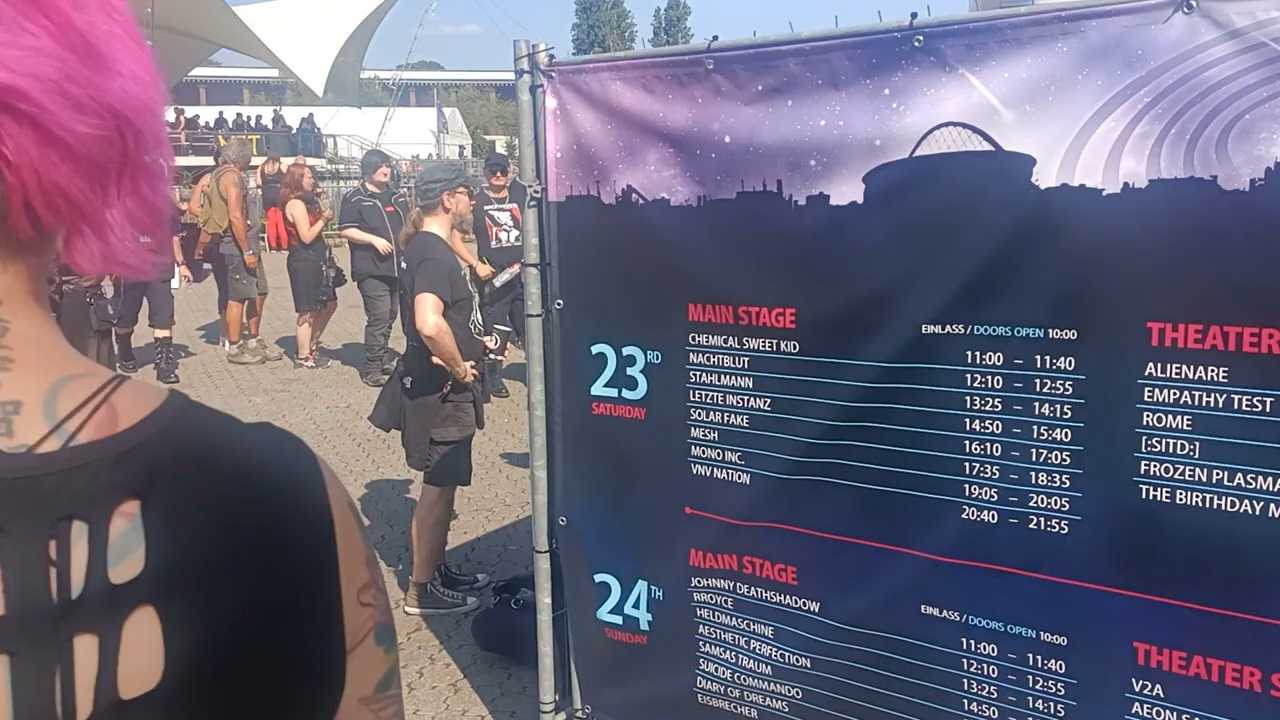 MAIN STAGE
EINLASS / DOORS OPEN 10:00
23RD
SATURDAY
CHEMICAL SWEET KID 11:00 – 11:40
NACHTBLUT 12:10 – 12:55
STAHLMANN 13:25 – 14:15
LETZTE INSTANZ 14:50 – 15:40
SOLAR FAKE 16:10 – 17:05
MESH 17:35 – 18:35
MONO INC. 19:05 – 20:05
VNV NATION 20:40 – 21:55
THEATER
ALIENARE
EMPATHY TEST
ROME
[:SITD:]
FROZEN PLASMA
THE BIRTHDAY M
MAIN STAGE
EINLASS / DOORS OPEN 10:00
24TH
SUNDAY
JOHNNY DEATHSHADOW 11:00 – 11:40
RROYCE 12:10 – 12:55
HELDMASCHINE 13:25 – 14:15
AESTHETIC PERFECTION 14:50
SAMSAS TRAUM
SUICIDE COMMANDO
DIARY OF DREAMS
EISBRECHER
THEATER S
V2A
AEON